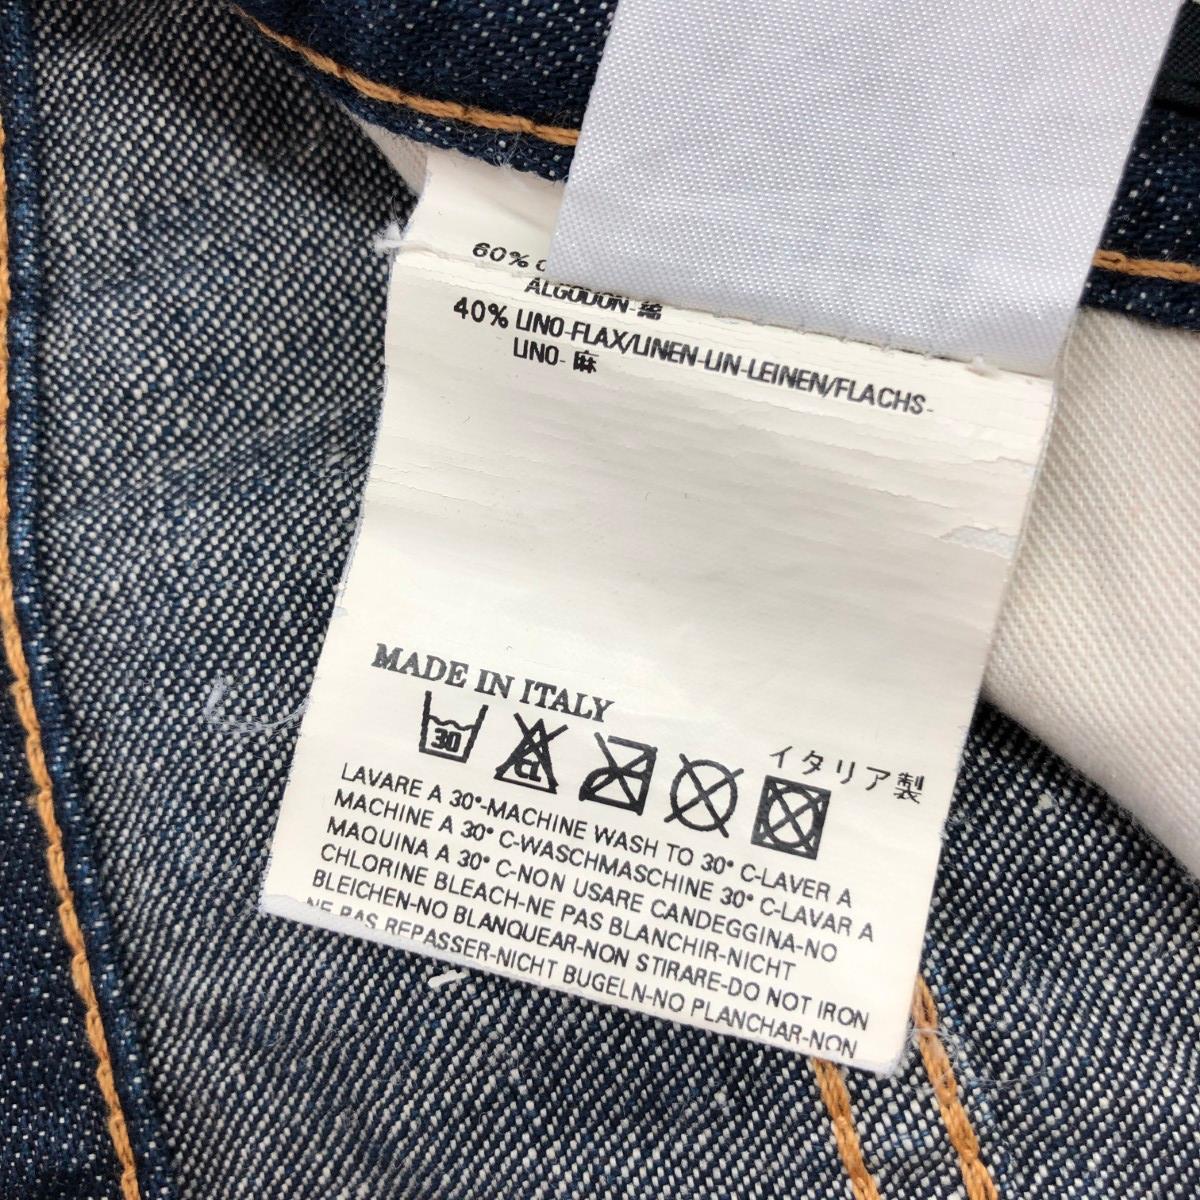 60%
ALGODON-綿
40% LINO-FLAX/LINEN-LIN-LEINEN/FLACHS-
LINO-麻
MADE IN ITALY
イタリア製
30
CL
LAVARE A 30°-MACHINE WASH TO 30° C-LAVER A
MACHINE A 30° C-WASCHMASCHINE 30° C-LAVAR A
MAQUINA A 30° C-NON USARE CANDEGGINA-NO
CHLORINE BLEACH-NE PAS BLANCHIR-NICHT
BLEICHEN-NO BLANQUEAR-NON STIRARE-DO NOT IRON
NE PAS REPASSER-NICHT BUGELN-NO PLANCHAR-NON